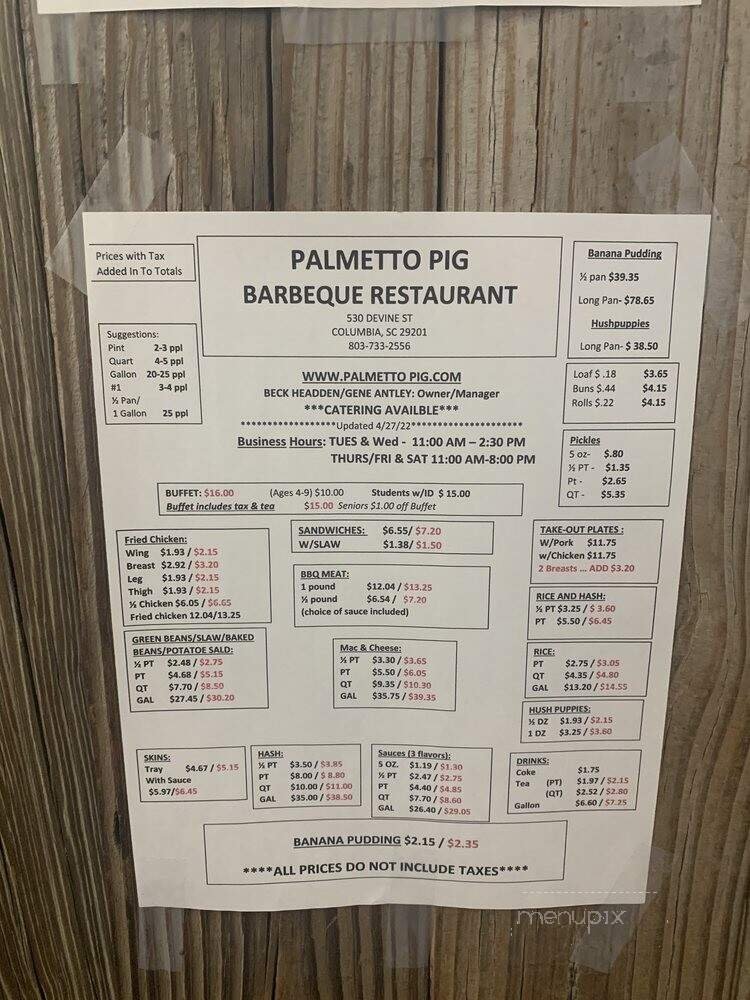 Prices with Tax
Added In To Totals
PALMETTO PIG
BARBEQUE RESTAURANT
530 DEVINE ST
COLUMBIA, SC 29201
803-733-2556
Banana Pudding
½ pan $39.35
Long Pan- $78.65
Hushpuppies
Long Pan- $ 38.50
Suggestions:
Pint 2-3 ppl
Quart 4-5 ppl
Gallon 20-25 ppl
#1 3-4 ppl
½ Pan/
1 Gallon 25 ppl
WWW.PALMETTO PIG.COM
BECK HEADDEN/GENE ANTLEY: Owner/Manager
***CATERING AVAILBLE***
******************Updated 4/27/22*********************
Business Hours: TUES & Wed - 11:00 AM – 2:30 PM
THURS/FRI & SAT 11:00 AM-8:00 PM
Loaf $ .18 $3.65
Buns $.44 $4.15
Rolls $.22 $4.15
Pickles
5 oz- $.80
½ PT - $1.35
Pt - $2.65
QT - $5.35
BUFFET: $16.00 (Ages 4-9) $10.00 Students w/ID $ 15.00
Buffet includes tax & tea $15.00 Seniors $1.00 off Buffet
Fried Chicken:
Wing $1.93 / $2.15
Breast $2.92 / $3.20
Leg $1.93 / $2.15
Thigh $1.93 / $2.15
½ Chicken $6.05 / $6.65
Fried chicken 12.04/13.25
SANDWICHES: $6.55/ $7.20
W/SLAW $1.38/ $1.50
BBQ MEAT:
1 pound $12.04 / $13.25
½ pound $6.54 / $7.20
(choice of sauce included)
TAKE-OUT PLATES :
W/Pork $11.75
w/Chicken $11.75
2 Breasts ... ADD $3.20
RICE AND HASH:
½ PT $3.25 / $ 3.60
PT $5.50 / $6.45
GREEN BEANS/SLAW/BAKED
BEANS/POTATOE SALD:
½ PT $2.48 / $2.75
PT $4.68 / $5.15
QT $7.70 / $8.50
GAL $27.45 / $30.20
Mac & Cheese:
½ PT $3.30 / $3.65
PT $5.50 / $6.05
QT $9.35 / $10.30
GAL $35.75 / $39.35
RICE:
PT $2.75 / $3.05
QT $4.35 / $4.80
GAL $13.20 / $14.55
HUSH PUPPIES:
½ DZ $1.93 / $2.15
1 DZ $3.25 / $3.60
SKINS:
Tray $4.67 / $5.15
With Sauce
$5.97/$6.45
HASH:
½ PT $3.50 / $3.85
PT $8.00 / $ 8.80
QT $10.00 / $11.00
GAL $35.00 / $38.50
Sauces (3 flavors):
5 OZ. $1.19 / $1.30
½ PT $2.47 / $2.75
PT $4.40 / $4.85
QT $7.70 / $8.60
GAL $26.40 / $29.05
DRINKS:
Coke $1.75
Tea (PT) $1.97 / $2.15
(QT) $2.52 / $2.80
Gallon $6.60 / $7.25
BANANA PUDDING $2.15 / $2.35
****ALL PRICES DO NOT INCLUDE TAXES****
menupix